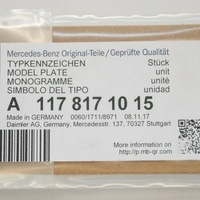 Mercedes-Benz Original-Teile / Geprüfte Qualität
TYPKENNZEICHEN Stück
MODEL PLATE unit
MONOGRAMME unité
SIMBOLO DEL TIPO unidad
A 117 817 10 15
Made in GERMANY 0060/1711/8971 08.11.17
Daimler AG, Germany, Mercedesstr. 137, 70327 Stuttgart
More information on:
http://p.mb-qr.com/